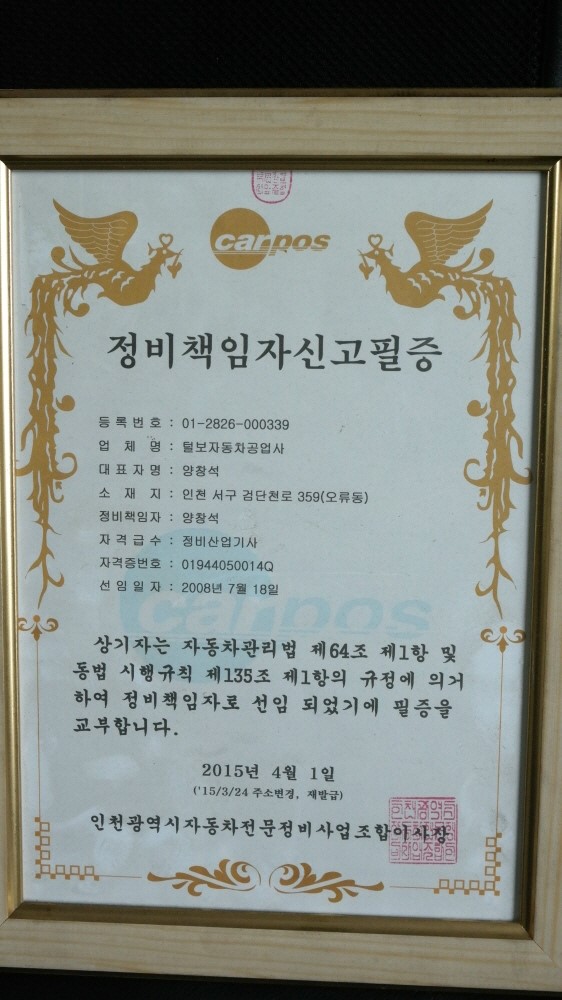 carpos
정비책임자신고필증
등록번호 : 01-2826-000339
업 체 명 : 털보자동차공업사
대표자명 : 양창석
소 재 지 : 인천 서구 검단천로 359(오류동)
정비책임자 : 양창석
자격급수 : 정비산업기사
자격증번호 : 01944050014Q
선임일자 : 2008년 7월 18일
carpos
상기자는 자동차관리법 제64조 제1항 및
동법 시행규칙 제135조 제1항의 규정에 의거
하여 정비책임자로 선임 되었기에 필증을
교부합니다.
2015년 4월 1일
('15/3/24 주소변경, 재발급)
인천광역시자동차전문정비사업조합이사장